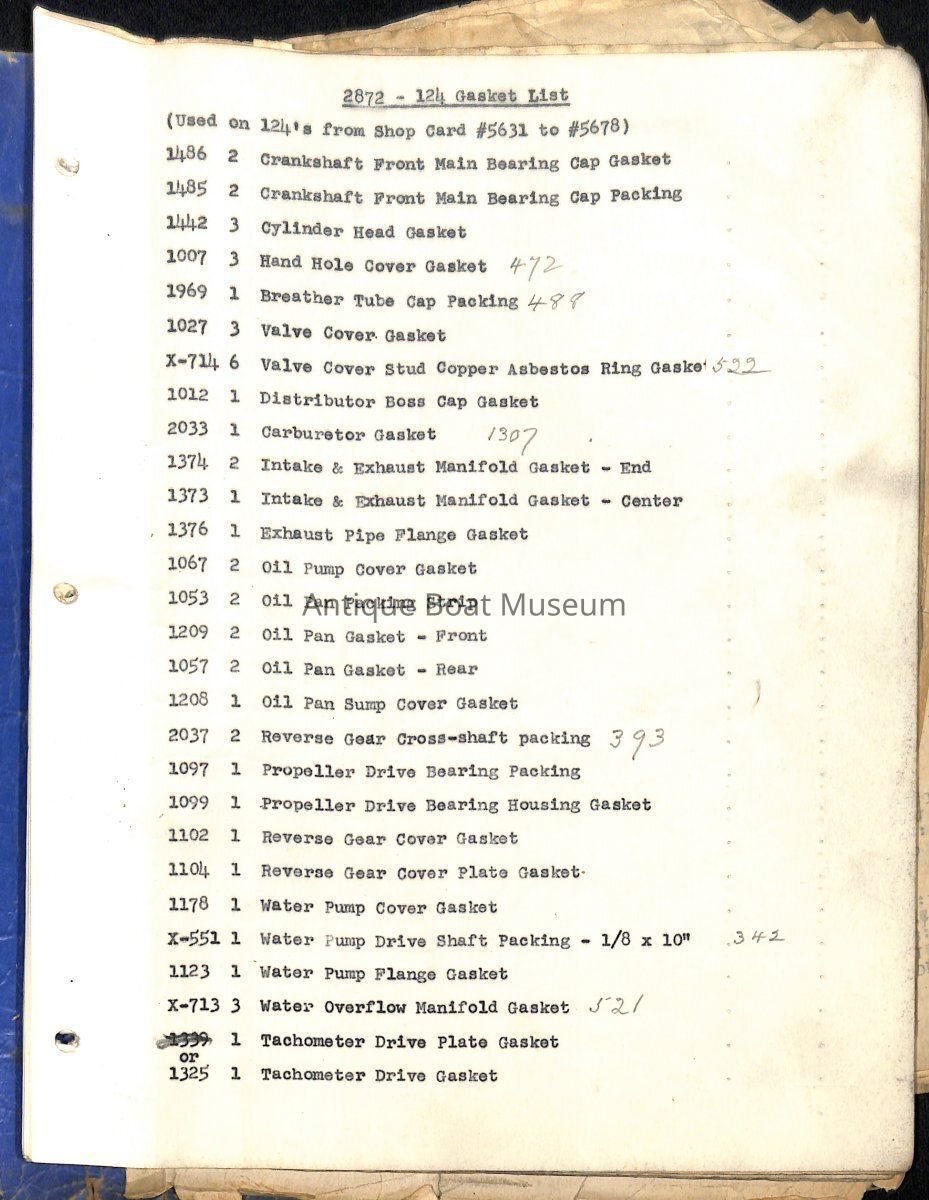 2872 - 124 Gasket List
(Used on 124's from Shop Card #5631 to #5678)
1486 2 Crankshaft Front Main Bearing Cap Gasket
1485 2 Crankshaft Front Main Bearing Cap Packing
1442 3 Cylinder Head Gasket
1007 3 Hand Hole Cover Gasket 472
1969 1 Breather Tube Cap Packing 488
1027 3 Valve Cover Gasket
X-714 6 Valve Cover Stud Copper Asbestos Ring Gasket 522
1012 1 Distributor Boss Cap Gasket
2033 1 Carburetor Gasket 1307
1374 2 Intake & Exhaust Manifold Gasket - End
1373 1 Intake & Exhaust Manifold Gasket - Center
1376 1 Exhaust Pipe Flange Gasket
1067 2 Oil Pump Cover Gasket
1053 2 Oil Pan Packing Strip
Antique Boat Museum
1209 2 Oil Pan Gasket - Front
1057 2 Oil Pan Gasket - Rear
1208 1 Oil Pan Sump Cover Gasket
2037 2 Reverse Gear Cross-shaft packing 393
1097 1 Propeller Drive Bearing Packing
1099 1 Propeller Drive Bearing Housing Gasket
1102 1 Reverse Gear Cover Gasket
1104 1 Reverse Gear Cover Plate Gasket
1178 1 Water Pump Cover Gasket
X-551 1 Water Pump Drive Shaft Packing - 1/8 x 10" 342
1123 1 Water Pump Flange Gasket
X-713 3 Water Overflow Manifold Gasket 521
1339 1 Tachometer Drive Plate Gasket
or
1325 1 Tachometer Drive Gasket